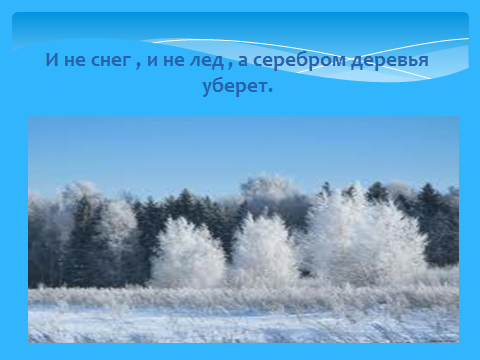 И не снег , и не лед , а серебром деревья
уберет.